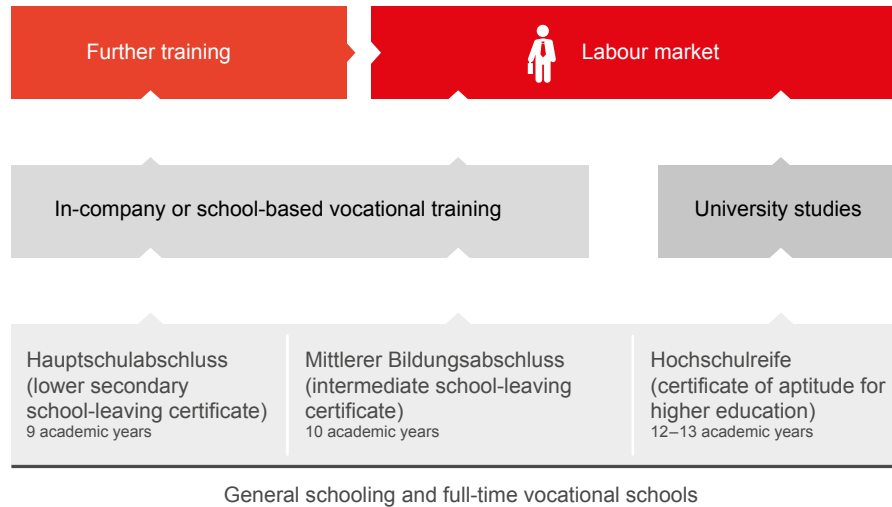 Further training
Labour market
In-company or school-based vocational training
University studies
Hauptschulabschluss
(lower secondary
school-leaving certificate)
9 academic years
Mittlerer Bildungsabschluss
(intermediate school-leaving
certificate)
10 academic years
Hochschulreife
(certificate of aptitude for
higher education)
12–13 academic years
General schooling and full-time vocational schools